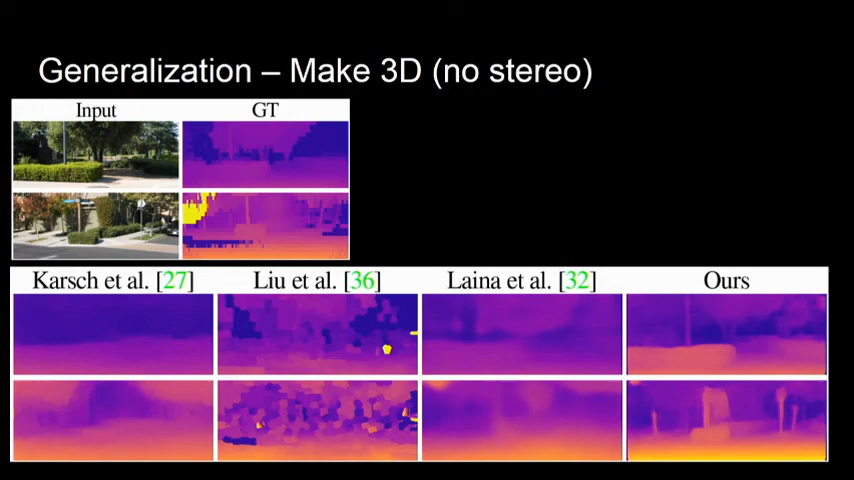 Generalization – Make 3D (no stereo)
Input GT
Karsch et al. [27] Liu et al. [36] Laina et al. [32] Ours